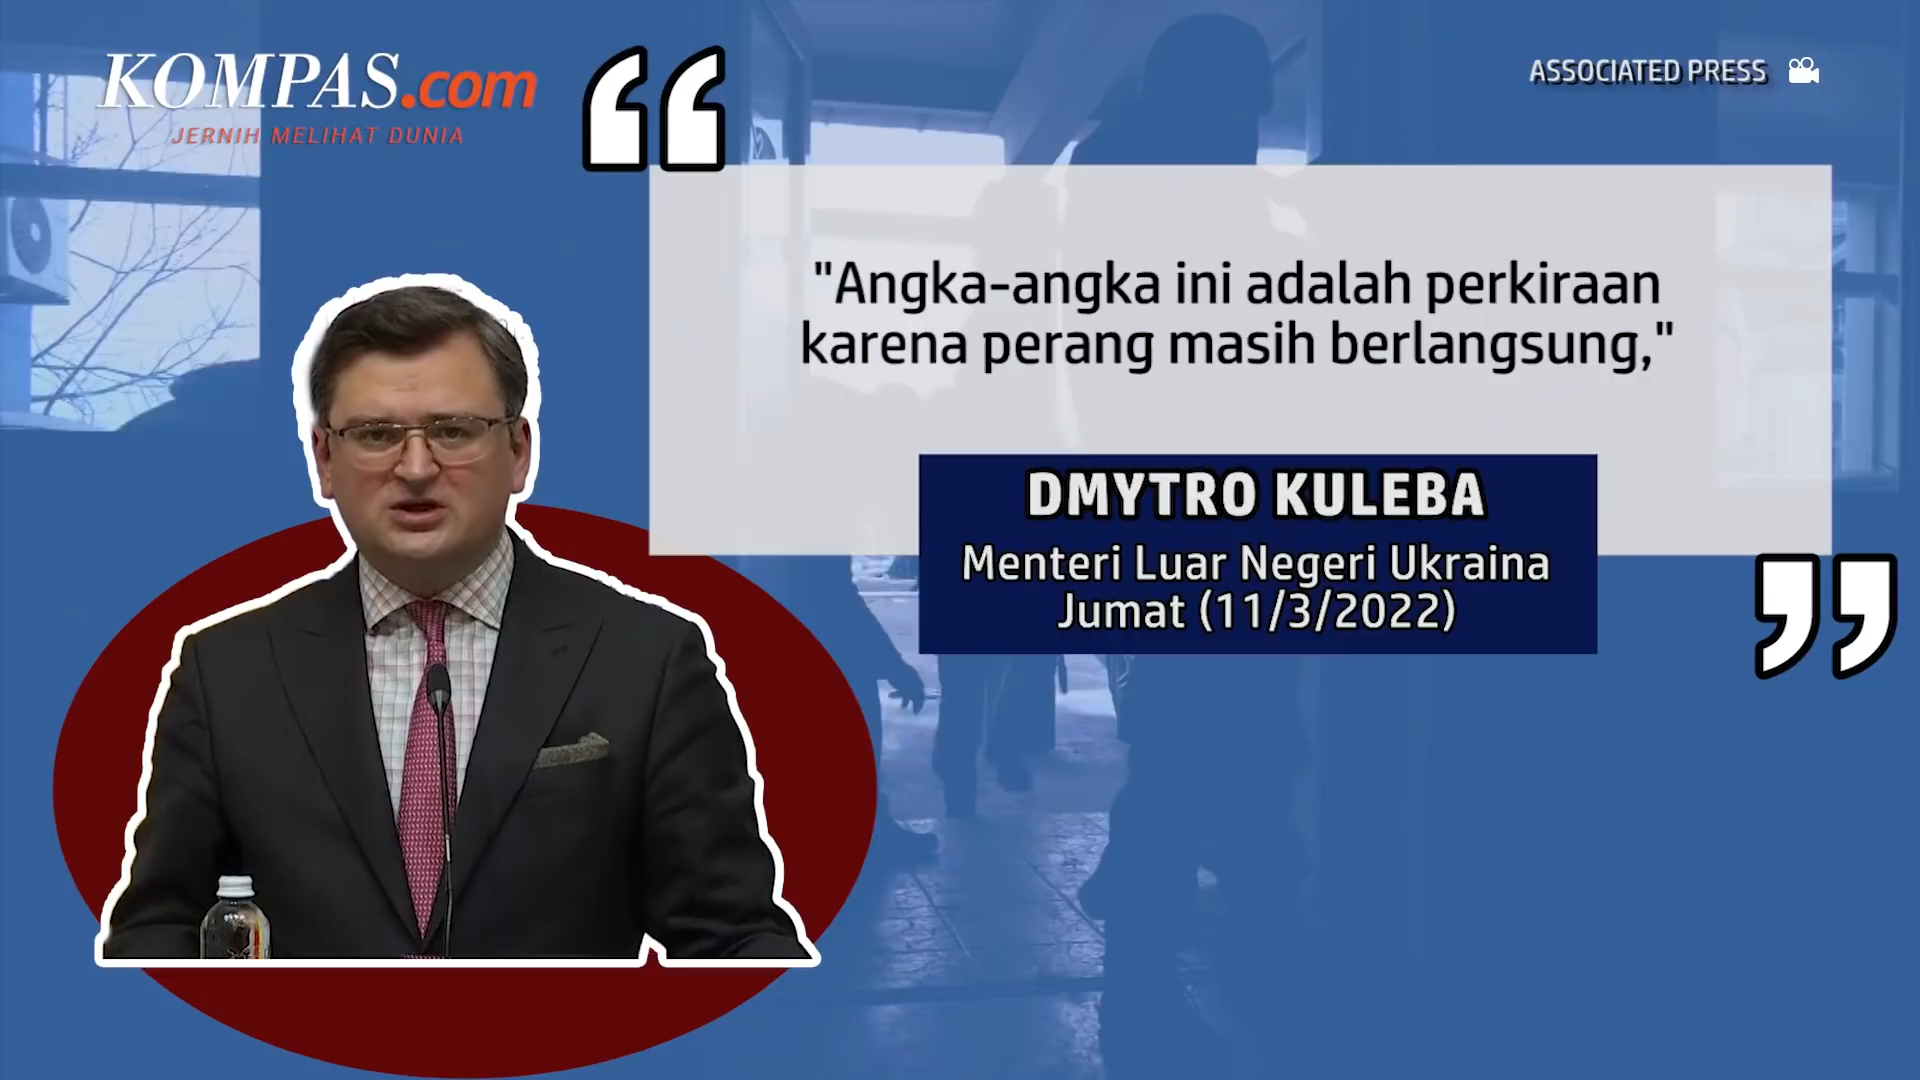 KOMPAS.com
JERNIH MELIHAT DUNIA
ASSOCIATED PRESS
"Angka-angka ini adalah perkiraan
karena perang masih berlangsung,"
DMYTRO KULEBA
Menteri Luar Negeri Ukraina
Jumat (11/3/2022)